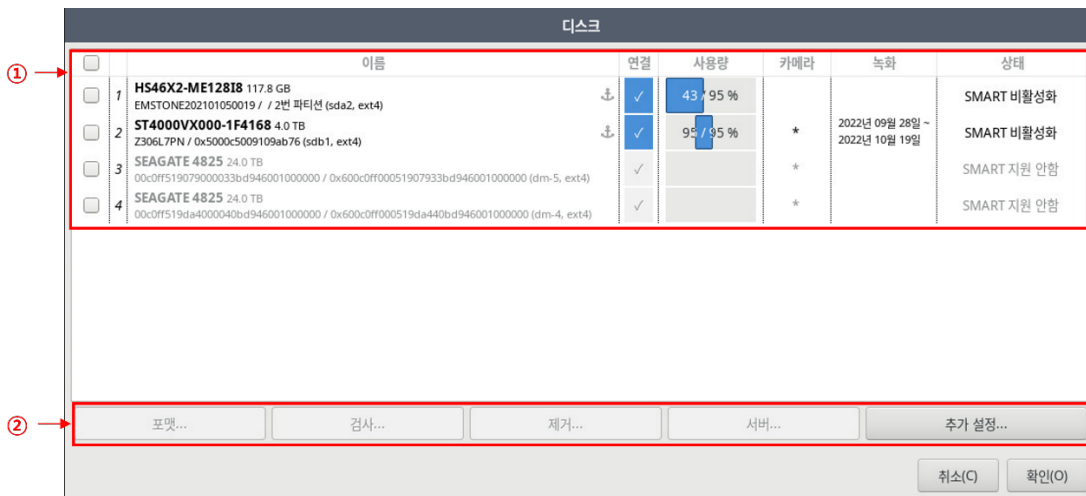 디스크
①
이름 연결 사용량 카메라 녹화 상태
1 HS46X2-ME128I8 117.8 GB
EMSTONE202101050019 / / 2번 파티션 (sda2, ext4)
✓ 43 / 95 % SMART 비활성화
2 ST4000VX000-1F4168 4.0 TB
Z306L7PN / 0x5000c5009109ab76 (sdb1, ext4)
✓ 95 / 95 % * 2022년 09월 28일 ~
2022년 10월 19일
SMART 비활성화
3 SEAGATE 4825 24.0 TB
00c0ff519079000033bd946001000000 / 0x600c0ff00051907933bd946001000000 (dm-5, ext4)
✓ * SMART 지원 안함
4 SEAGATE 4825 24.0 TB
00c0ff519da4000040bd946001000000 / 0x600c0ff000519da440bd946001000000 (dm-4, ext4)
✓ * SMART 지원 안함
②
포맷... 검사... 제거... 서버... 추가 설정...
취소(C) 확인(O)